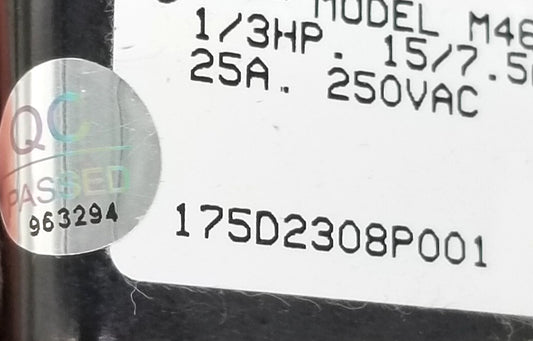 MODEL M48
1/3HP. 15/7.5
25A. 250VAC
QC
PASSED
963294
175D2308P001